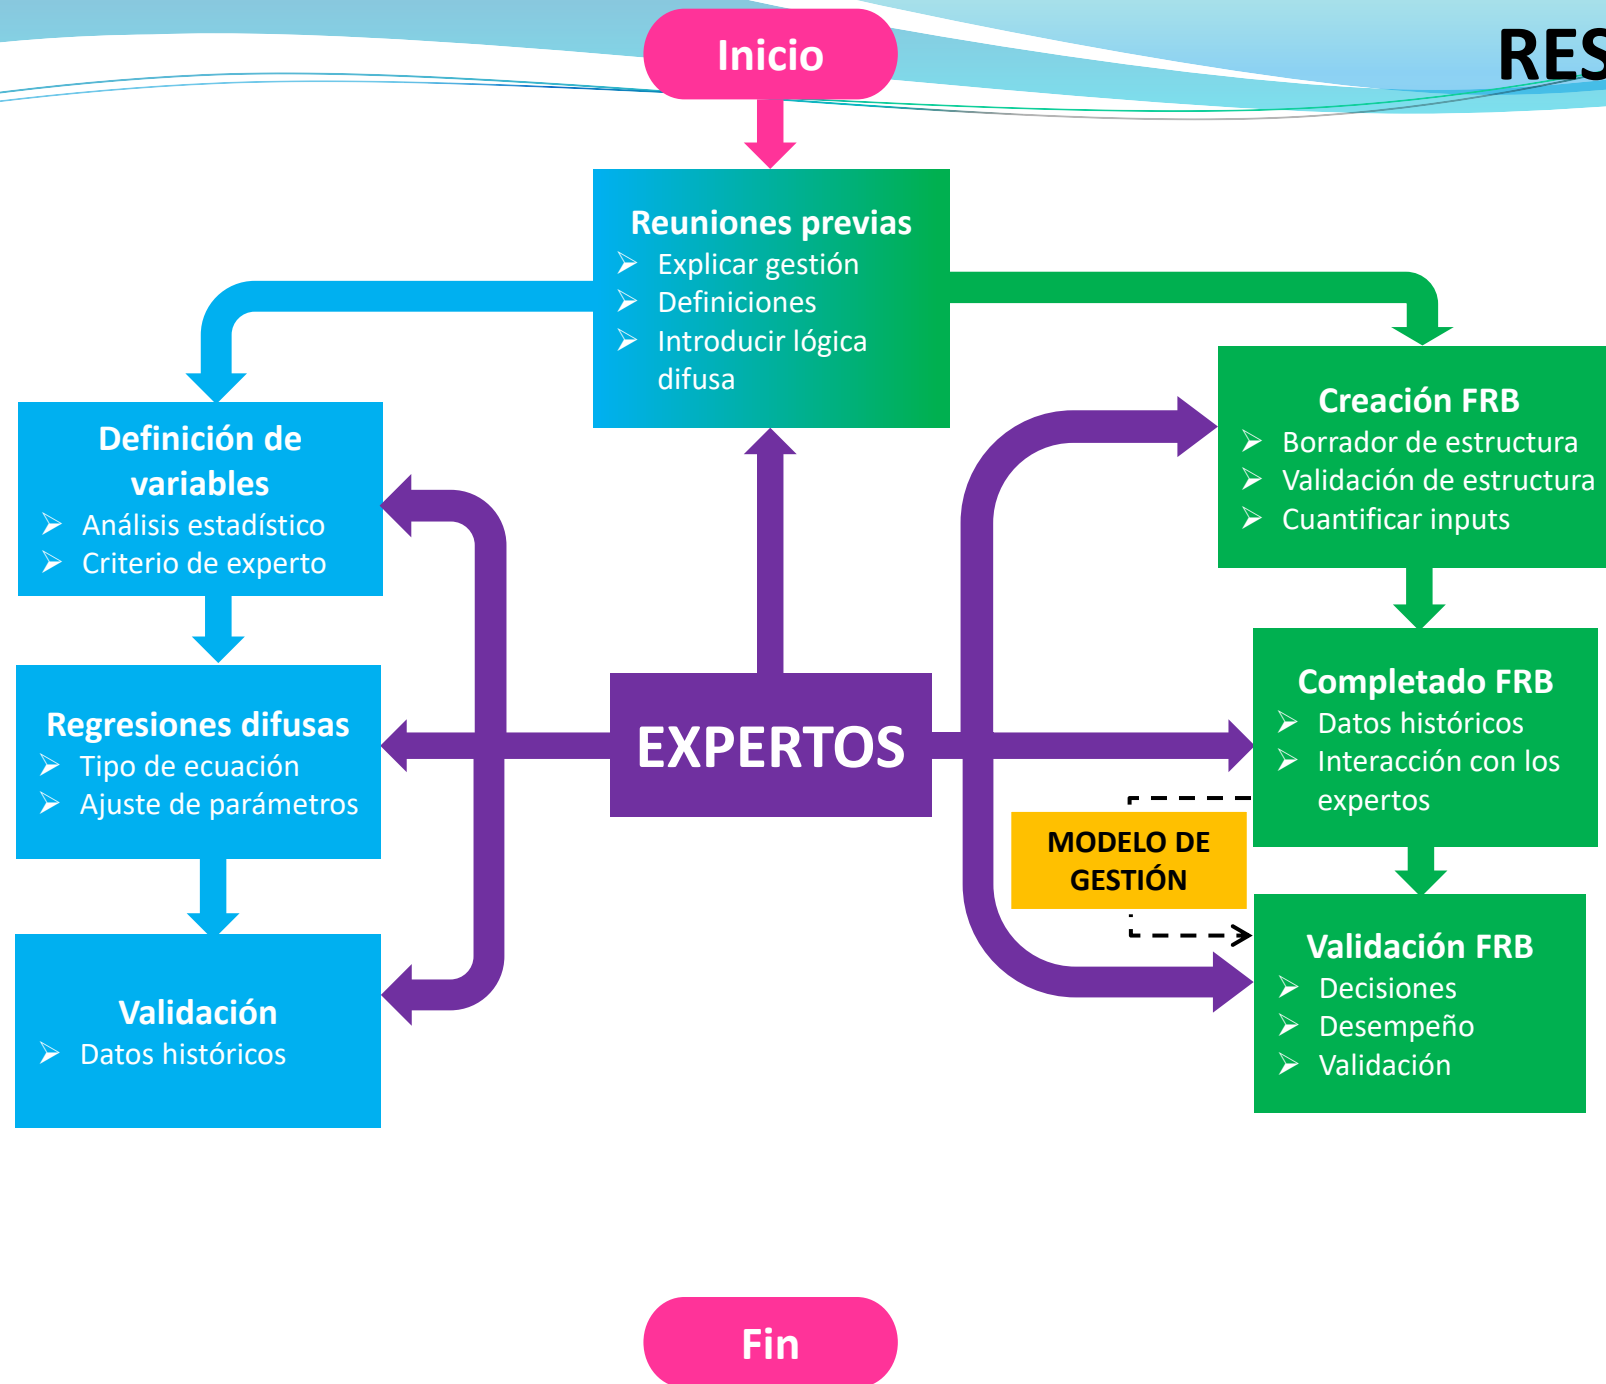 Inicio
RES
Reuniones previas
Explicar gestión
Definiciones
Introducir lógica
difusa
Definición de
variables
Análisis estadístico
Criterio de experto
Regresiones difusas
Tipo de ecuación
Ajuste de parámetros
Validación
Datos históricos
EXPERTOS
Creación FRB
Borrador de estructura
Validación de estructura
Cuantificar inputs
Completado FRB
Datos históricos
Interacción con los
expertos
MODELO DE
GESTIÓN
Validación FRB
Decisiones
Desempeño
Validación
Fin